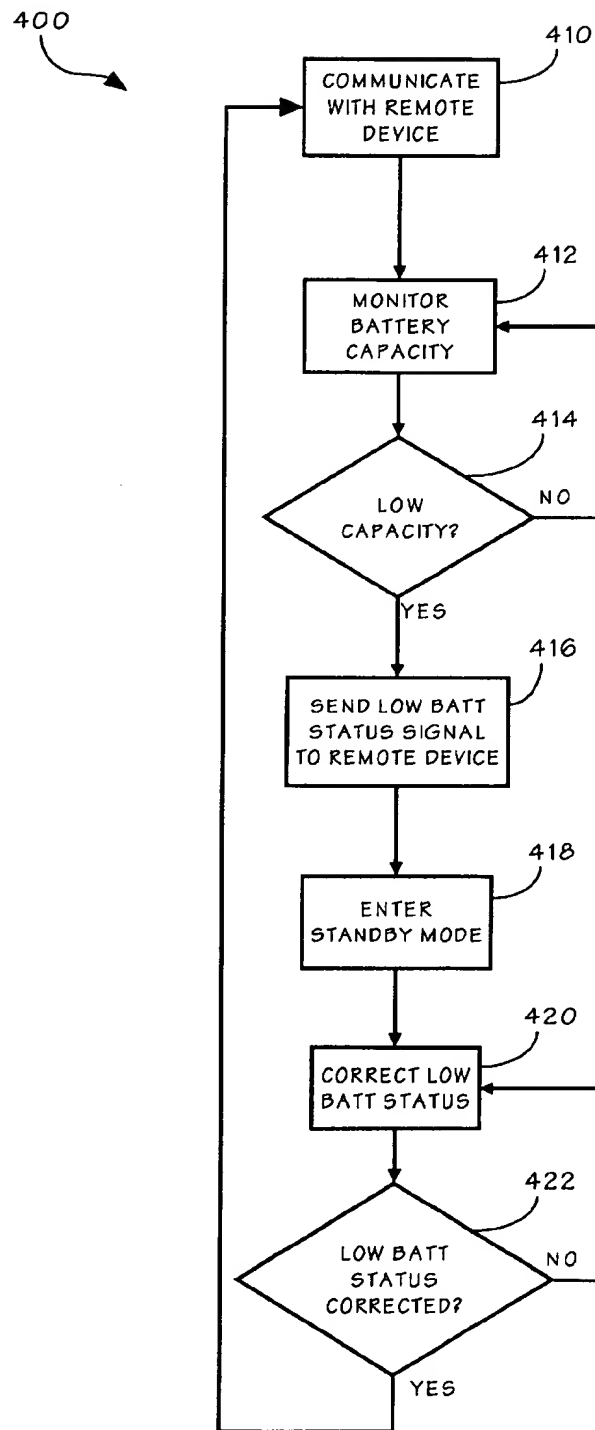 400
410
COMMUNICATE
WITH REMOTE
DEVICE
412
MONITOR
BATTERY
CAPACITY
414
LOW
CAPACITY?
NO
YES
416
SEND LOW BATT
STATUS SIGNAL
TO REMOTE DEVICE
418
ENTER
STANDBY MODE
420
CORRECT LOW
BATT STATUS
422
LOW BATT
STATUS
CORRECTED?
NO
YES